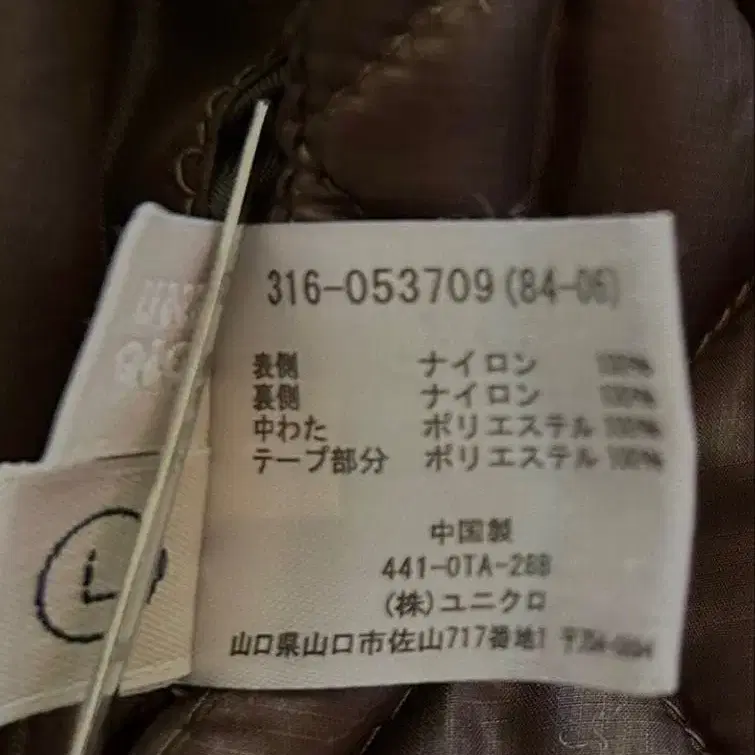 316-053709(84-06)
表側 ナイロン 100%
裏側 ナイロン 100%
中わた ポリエステル 100%
テープ部分 ポリエステル 100%
中国製
441-OTA-28B
(株)ユニクロ
山口県山口市佐山717番地1
L